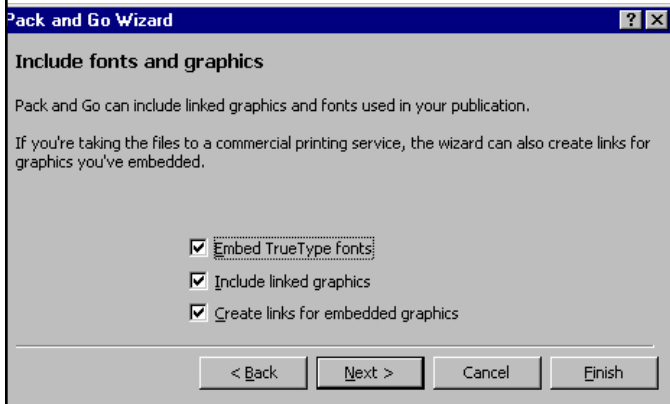 Pack and Go Wizard
Include fonts and graphics
Pack and Go can include linked graphics and fonts used in your publication.
If you're taking the files to a commercial printing service, the wizard can also create links for
graphics you've embedded.
Embed TrueType fonts
Include linked graphics
Create links for embedded graphics
< Back Next > Cancel Finish